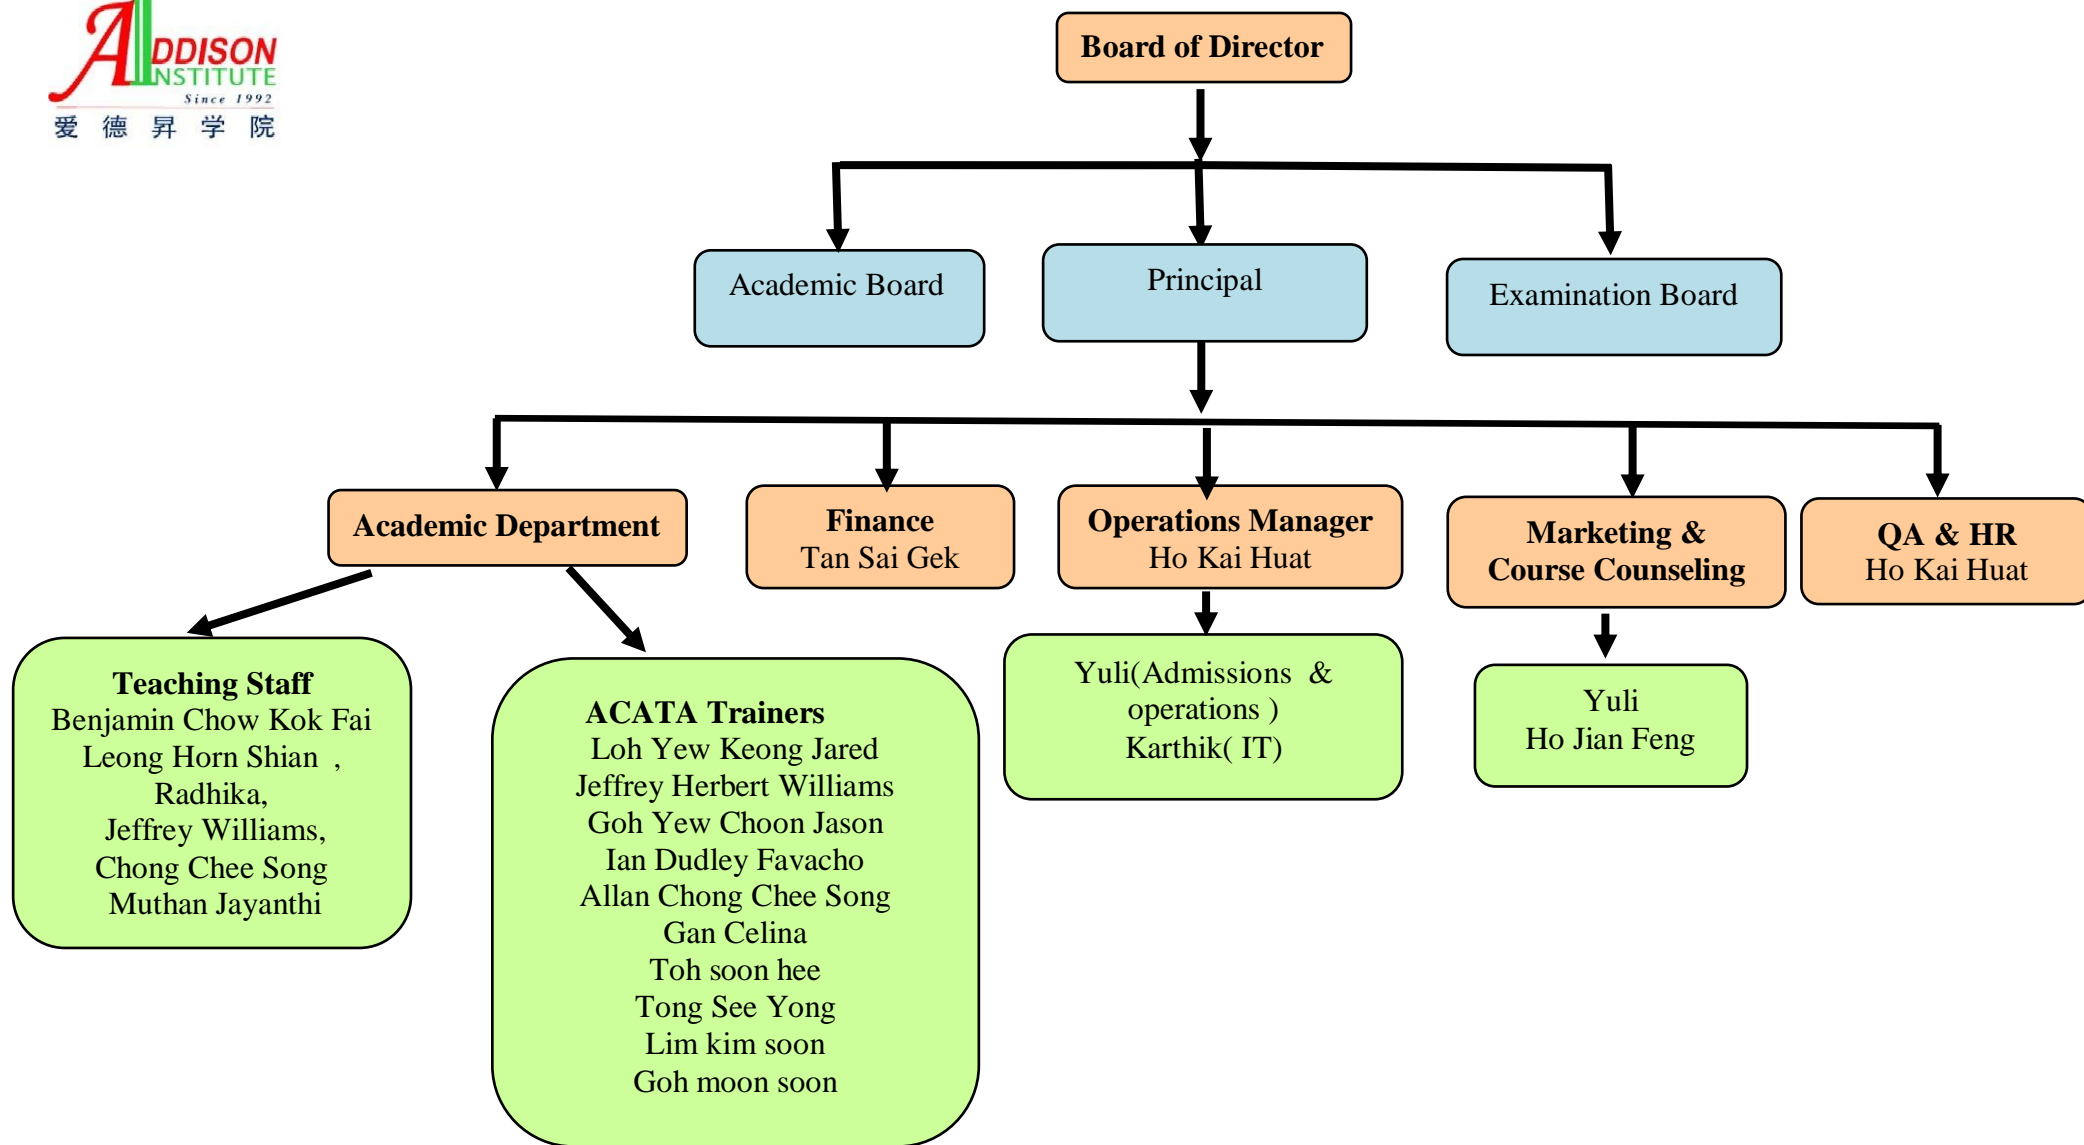 ADDISON
INSTITUTE
Since 1992
爱德昇学院
Board of Director
Academic Board
Principal
Examination Board
Academic Department
Finance
Tan Sai Gek
Operations Manager
Ho Kai Huat
Marketing &
Course Counseling
QA & HR
Ho Kai Huat
Teaching Staff
Benjamin Chow Kok Fai
Leong Horn Shian ,
Radhika,
Jeffrey Williams,
Chong Chee Song
Muthan Jayanthi
ACATA Trainers
Loh Yew Keong Jared
Jeffrey Herbert Williams
Goh Yew Choon Jason
Ian Dudley Favacho
Allan Chong Chee Song
Gan Celina
Toh soon hee
Tong See Yong
Lim kim soon
Goh moon soon
Yuli(Admissions &
operations )
Karthik( IT)
Yuli
Ho Jian Feng